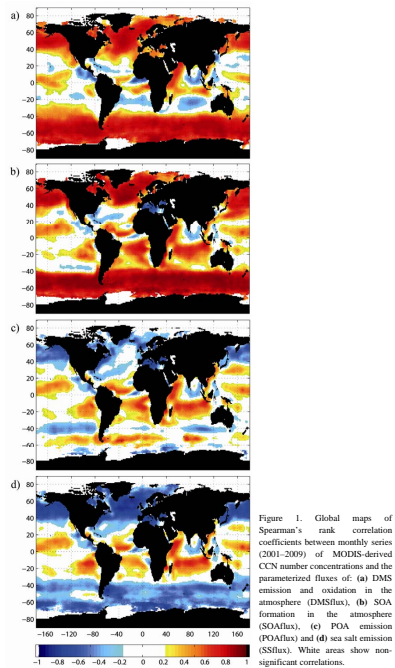 a)
80
60
40
20
0
−20
−40
−60
−80
b)
80
60
40
20
0
−20
−40
−60
−80
c)
80
60
40
20
0
−20
−40
−60
−80
d)
80
60
40
20
0
−20
−40
−60
−80
−160 −120 −80 −40 0 40 80 120 160
−1 −0.8 −0.6 −0.4 −0.2 0 0.2 0.4 0.6 0.8 1
Figure 1. Global maps of
Spearman's rank correlation
coefficients between monthly series
(2001–2009) of MODIS-derived
CCN number concentrations and the
parameterized fluxes of: (a) DMS
emission and oxidation in the
atmosphere (DMSflux), (b) SOA
formation in the atmosphere
(SOAflux), (c) POA emission
(POAflux) and (d) sea salt emission
(SSflux). White areas show non-
significant correlations.